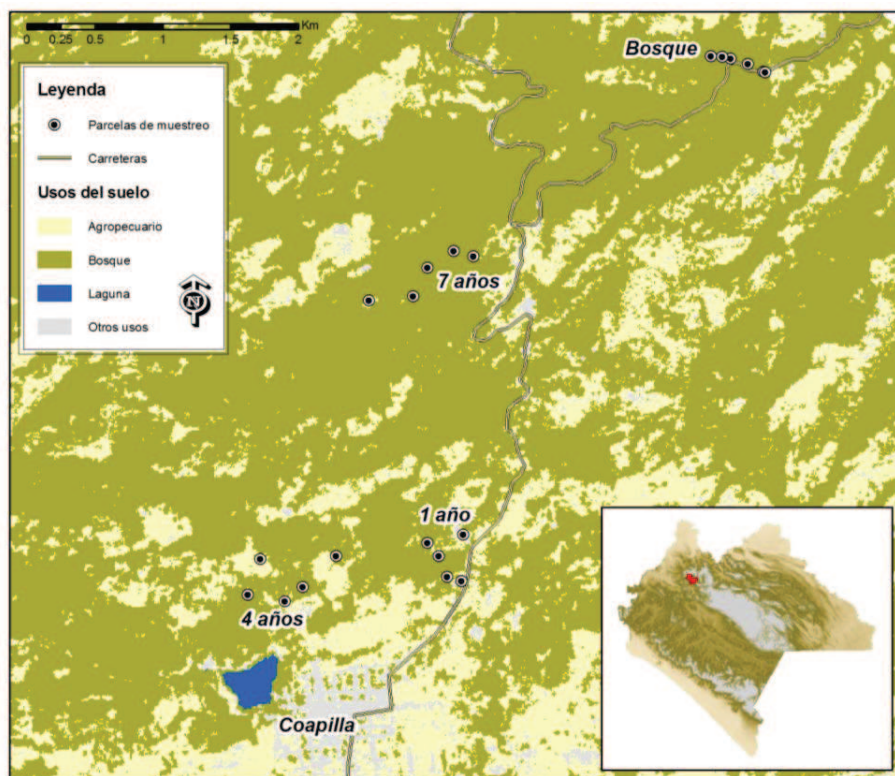 Km
0 0.25 0.5 1 1.5 2
Leyenda
Parcelas de muestreo
Carreteras
Usos del suelo
Agropecuario
Bosque
Laguna
Otros usos
N
Bosque
7 años
1 año
4 años
Coapilla